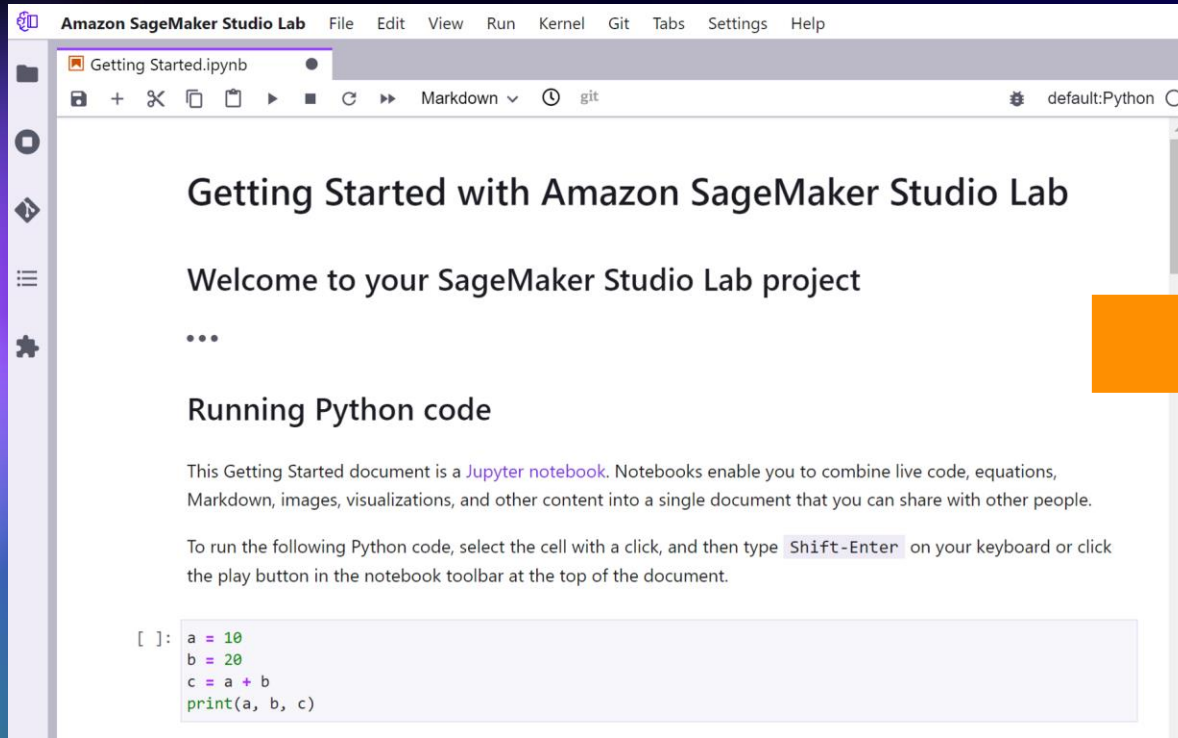 Amazon SageMaker Studio Lab File Edit View Run Kernel Git Tabs Settings Help
Getting Started.ipynb
Markdown git default:Python
Getting Started with Amazon SageMaker Studio Lab
Welcome to your SageMaker Studio Lab project
•••
Running Python code
This Getting Started document is a Jupyter notebook. Notebooks enable you to combine live code, equations,
Markdown, images, visualizations, and other content into a single document that you can share with other people.
To run the following Python code, select the cell with a click, and then type Shift-Enter on your keyboard or click
the play button in the notebook toolbar at the top of the document.
[ ]: a = 10
b = 20
c = a + b
print(a, b, c)